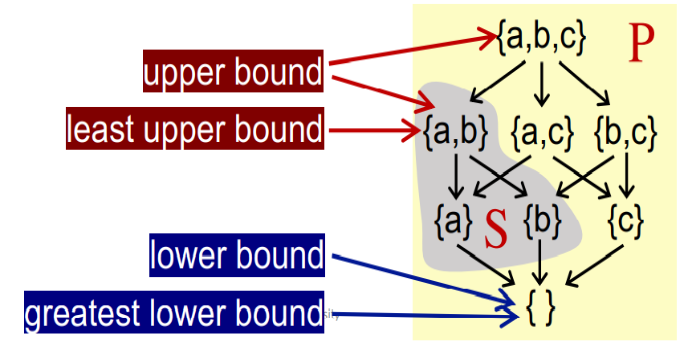 {a,b,c} P
upper bound
least upper bound {a,b} {a,c} {b,c}
{a} S {b} {c}
lower bound
greatest lower bound { }